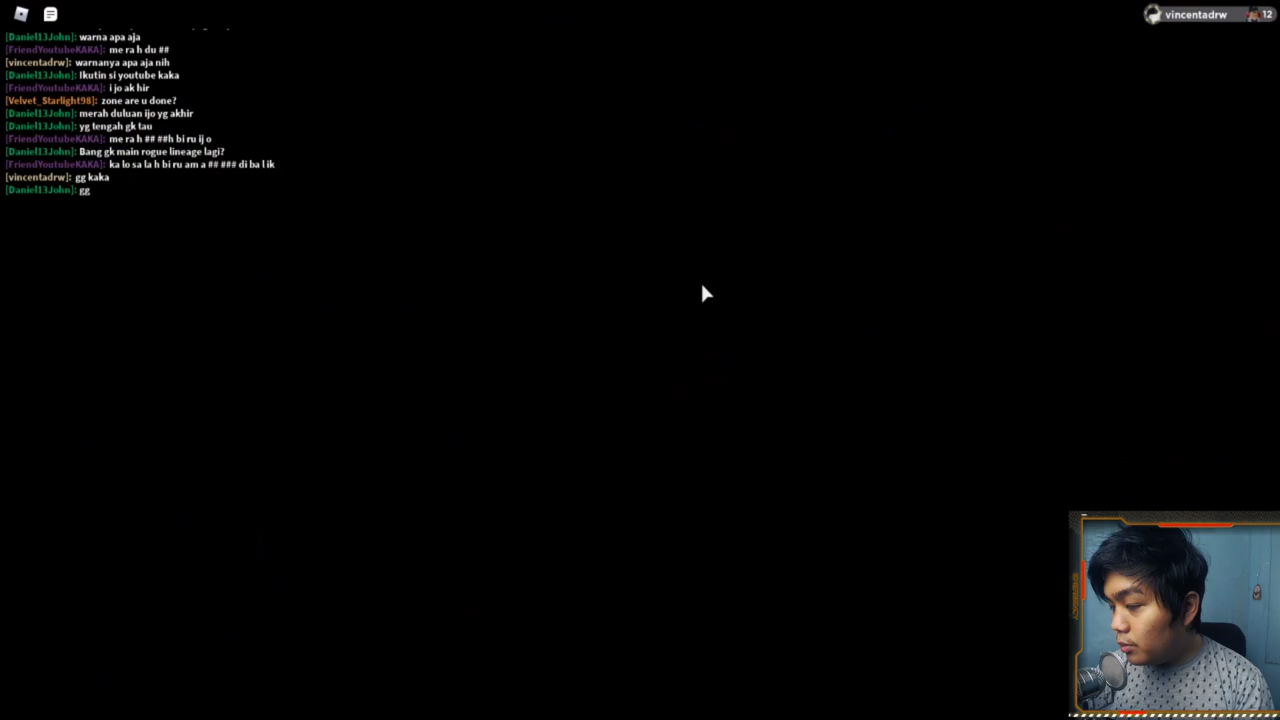 vincentadrw 12
[Daniel13John]: warna apa aja
[FriendYoutubeKAKA]: me ra h du ##
[vincentadrw]: warnanya apa aja nih
[Daniel13John]: Ikutin si youtube kaka
[FriendYoutubeKAKA]: i jo ak hir
[Velvet_Starlight98]: zone are u done?
[Daniel13John]: merah duluan ijo yg akhir
[Daniel13John]: yg tengah gk tau
[FriendYoutubeKAKA]: me ra h ## ##h bi ru ij o
[Daniel13John]: Bang gk main rogue lineage lagi?
[FriendYoutubeKAKA]: ka lo sa la h bi ru am a ## ### di ba l ik
[vincentadrw]: gg kaka
[Daniel13John]: gg